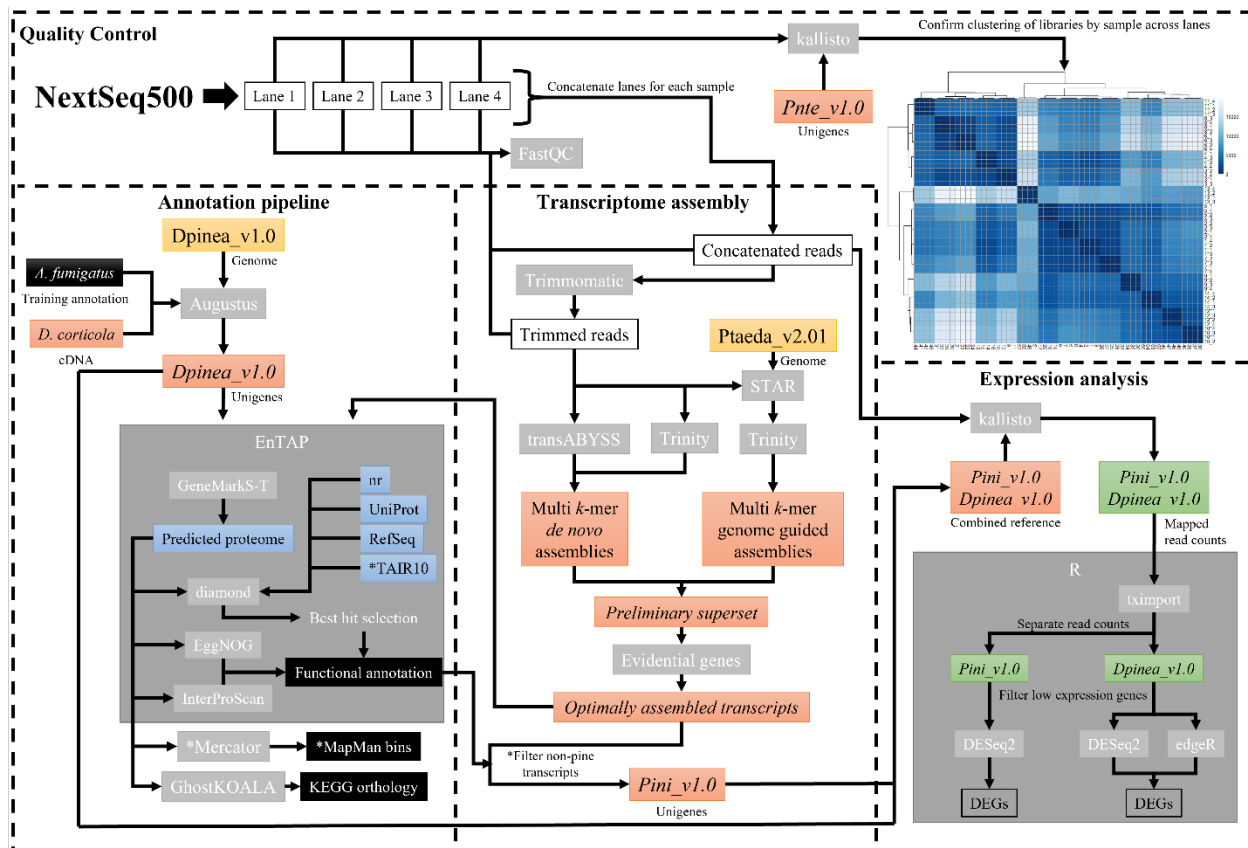 Quality Control
NextSeq500
Lane 1
Lane 2
Lane 3
Lane 4
Concatenate lanes for each sample
FastQC
kallisto
Pnte_v1.0
Unigenes
Confirm clustering of libraries by sample across lanes
15000
10000
5000
0
Annotation pipeline
Dpinea_v1.0
Genome
A. fumigatus
Training annotation
Augustus
D. corticola
cDNA
Dpinea_v1.0
Unigenes
EnTAP
GeneMarkS-T
Predicted proteome
nr
UniProt
RefSeq
*TAIR10
diamond
Best hit selection
EggNOG
Functional annotation
InterProScan
*Mercator
*MapMan bins
GhostKOALA
KEGG orthology
Transcriptome assembly
Concatenated reads
Trimmomatic
Trimmed reads
Ptaeda_v2.01
Genome
STAR
transABYSS
Trinity
Trinity
Multi k-mer
de novo
assemblies
Multi k-mer
genome guided
assemblies
Preliminary superset
Evidential genes
Optimally assembled transcripts
*Filter non-pine
transcripts
Pini_v1.0
Unigenes
Expression analysis
kallisto
Pini_v1.0
Dpinea_v1.0
Combined reference
Pini_v1.0
Dpinea_v1.0
Mapped
read counts
R
tximport
Separate read counts
Pini_v1.0
Dpinea_v1.0
Filter low expression genes
DESeq2
DESeq2
edgeR
DEGs
DEGs